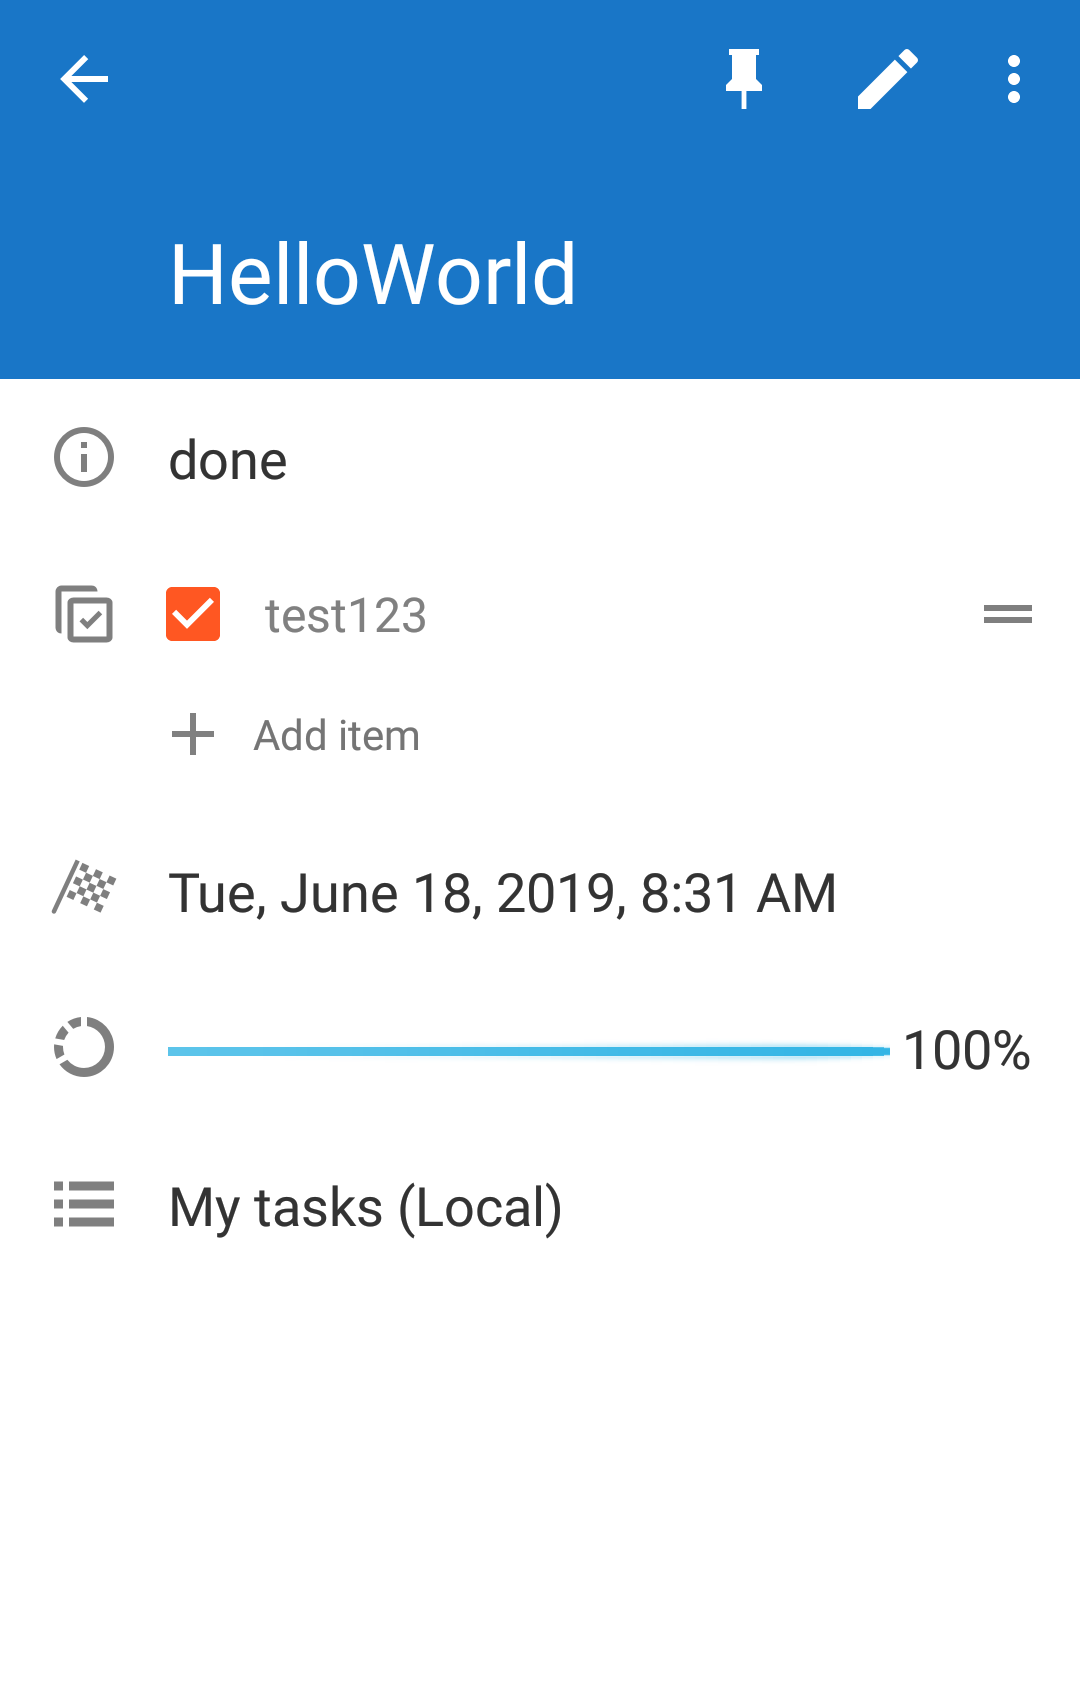 HelloWorld
done
test123
Add item
Tue, June 18, 2019, 8:31 AM
100%
My tasks (Local)